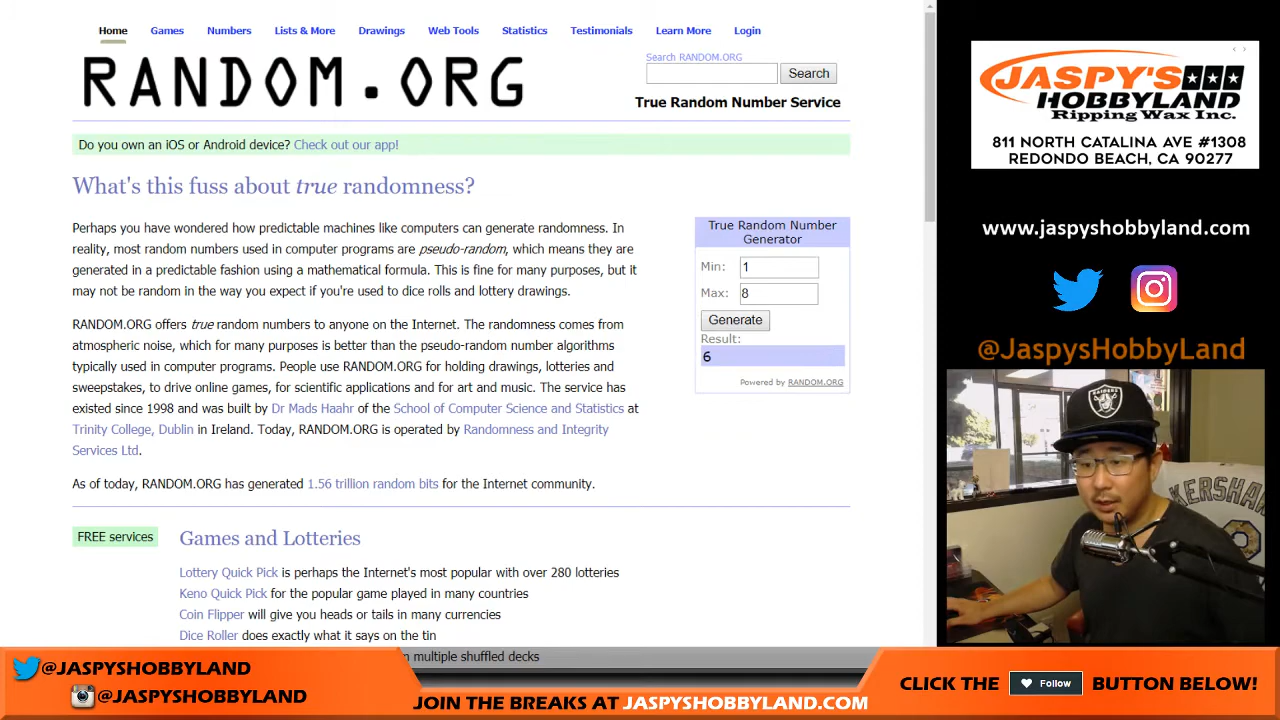 Home Games Numbers Lists & More Drawings Web Tools Statistics Testimonials Learn More Login
RANDOM.ORG
Search RANDOM.ORG
Search
True Random Number Service
Do you own an iOS or Android device? Check out our app!
What's this fuss about true randomness?
Perhaps you have wondered how predictable machines like computers can generate randomness. In
reality, most random numbers used in computer programs are pseudo-random, which means they are
generated in a predictable fashion using a mathematical formula. This is fine for many purposes, but it
may not be random in the way you expect if you're used to dice rolls and lottery drawings.
RANDOM.ORG offers true random numbers to anyone on the Internet. The randomness comes from
atmospheric noise, which for many purposes is better than the pseudo-random number algorithms
typically used in computer programs. People use RANDOM.ORG for holding drawings, lotteries and
sweepstakes, to drive online games, for scientific applications and for art and music. The service has
existed since 1998 and was built by Dr Mads Haahr of the School of Computer Science and Statistics at
Trinity College, Dublin in Ireland. Today, RANDOM.ORG is operated by Randomness and Integrity
Services Ltd.
As of today, RANDOM.ORG has generated 1.56 trillion random bits for the Internet community.
True Random Number
Generator
Min: 1
Max: 8
Generate
Result:
6
Powered by RANDOM.ORG
FREE services
Games and Lotteries
Lottery Quick Pick is perhaps the Internet's most popular with over 280 lotteries
Keno Quick Pick for the popular game played in many countries
Coin Flipper will give you heads or tails in many currencies
Dice Roller does exactly what it says on the tin
multiple shuffled decks
JASPY'S
HOBBYLAND
Ripping Wax Inc.
811 NORTH CATALINA AVE #1308
REDONDO BEACH, CA 90277
www.jaspyshobbyland.com
@JaspysHobbyLand
RAIDERS
KERSHAW
@JASPYSHOBBYLAND
@JASPYSHOBBYLAND
JOIN THE BREAKS AT JASPYSHOBBYLAND.COM
CLICK THE Follow BUTTON BELOW!